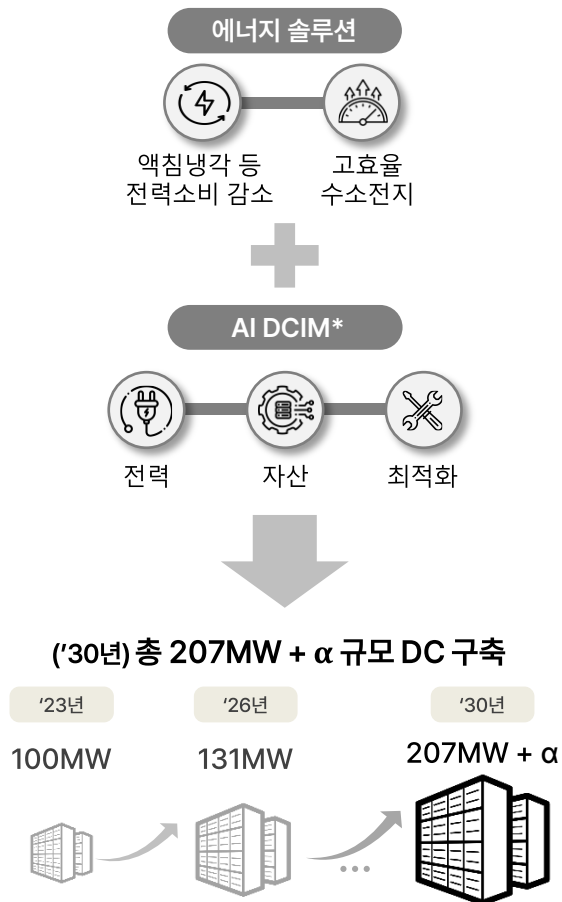 에너지 솔루션
액침냉각 등 고효율
전력소비 감소 수소전지
AI DCIM*
전력 자산 최적화
(’30년) 총 207MW + α 규모 DC 구축
‘23년 ‘26년 ‘30년
100MW 131MW 207MW + α